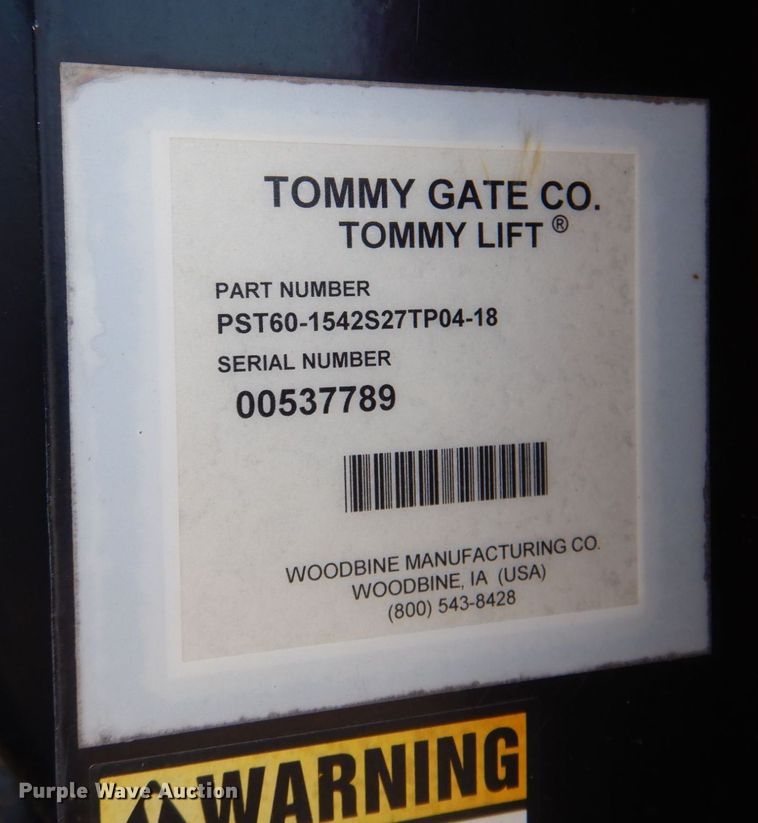 TOMMY GATE CO.
TOMMY LIFT ®
PART NUMBER
PST60-1542S27TP04-18
SERIAL NUMBER
00537789
WOODBINE MANUFACTURING CO.
WOODBINE, IA (USA)
(800) 543-8428
WARNING
Purple Wave Auction